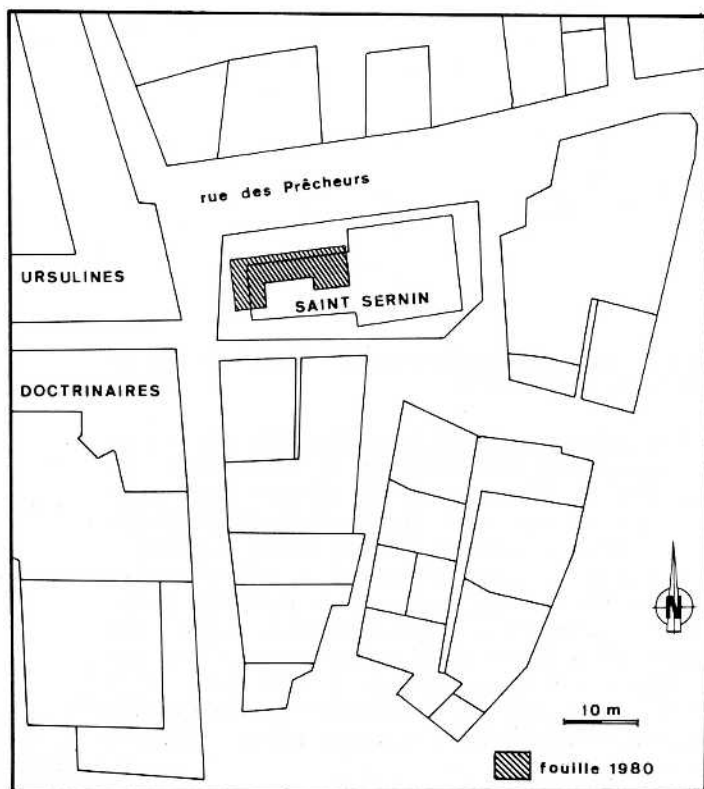 rue des Prêcheurs
URSULINES
SAINT SERNIN
DOCTRINAIRES
N
10 m
fouille 1980